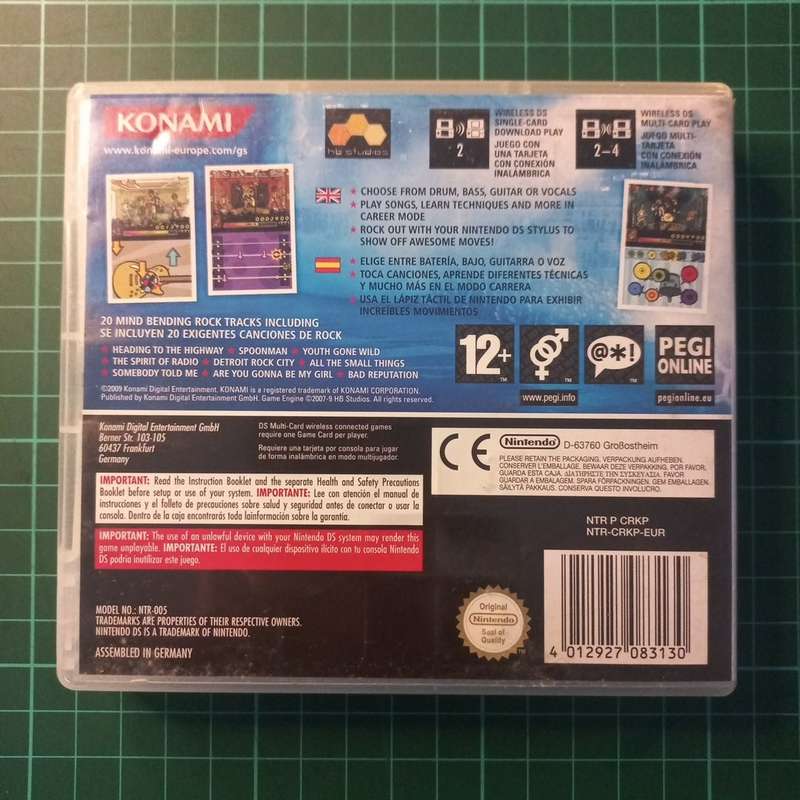 KONAMI
www.konami-europe.com/gs
hb studios
2
WIRELESS DS
SINGLE-CARD
DOWNLOAD PLAY
JUEGO CON
UNA TARJETA
CON CONEXIÓN
INALÁMBRICA
2–4
WIRELESS DS
MULTI-CARD PLAY
JUEGO MULTI-
TARJETA
CON CONEXIÓN
INALÁMBRICA
★ CHOOSE FROM DRUM, BASS, GUITAR OR VOCALS
★ PLAY SONGS, LEARN TECHNIQUES AND MORE IN
CAREER MODE
★ ROCK OUT WITH YOUR NINTENDO DS STYLUS TO
SHOW OFF AWESOME MOVES!
★ ELIGE ENTRE BATERÍA, BAJO, GUITARRA O VOZ
★ TOCA CANCIONES, APRENDE DIFERENTES TÉCNICAS
Y MUCHO MÁS EN EL MODO CARRERA
★ USA EL LÁPIZ TÁCTIL DE NINTENDO PARA EXHIBIR
INCREÍBLES MOVIMIENTOS
20 MIND BENDING ROCK TRACKS INCLUDING
SE INCLUYEN 20 EXIGENTES CANCIONES DE ROCK
★ HEADING TO THE HIGHWAY ★ SPOONMAN ★ YOUTH GONE WILD
★ THE SPIRIT OF RADIO ★ DETROIT ROCK CITY ★ ALL THE SMALL THINGS
★ SOMEBODY TOLD ME ★ ARE YOU GONNA BE MY GIRL ★ BAD REPUTATION
©2009 Konami Digital Entertainment. KONAMI is a registered trademark of KONAMI CORPORATION.
Published by Konami Digital Entertainment GmbH. Game Engine ©2007-9 HB Studios. All rights reserved.
12+
@*!
PEGI
ONLINE
www.pegi.info
pegionline.eu
Konami Digital Entertainment GmbH
Berner Str. 103-105
60437 Frankfurt
Germany
DS Multi-Card wireless connected games
require one Game Card per player.
Requiere una tarjeta por consola para jugar
de forma inalámbrica en modo multijugador.
IMPORTANT: Read the Instruction Booklet and the separate Health and Safety Precautions
Booklet before setup or use of your system. IMPORTANTE: Lee con atención el manual de
instrucciones y el folleto de precauciones sobre salud y seguridad antes de conectar o usar la
consola. Dentro de la caja encontrarás toda lainformación sobre la garantía.
IMPORTANT: The use of an unlawful device with your Nintendo DS system may render this
game unplayable. IMPORTANTE: El uso de cualquier dispositivo ilícito con tu consola Nintendo
DS podría inutilizar este juego.
CE
Nintendo D-63760 Großostheim
PLEASE RETAIN THE PACKAGING. VERPACKUNG AUFHEBEN.
CONSERVER L'EMBALLAGE. BEWAAR DEZE VERPAKKING. POR FAVOR,
GUARDAR ESTA CAJA. ΔΙΑΤΗΡΗΣΤΕ ΤΗΝ ΣΥΣΚΕΥΑΣΙΑ. FAVOR
GUARDAR A EMBALAGEM. SPARA FÖRPACKNINGEN. GEM EMBALLAGEN.
SÄILYTÄ PAKKAUS. CONSERVA QUESTO INVOLUCRO.
NTR P CRKP
NTR-CRKP-EUR
MODEL NO.: NTR-005
TRADEMARKS ARE PROPERTIES OF THEIR RESPECTIVE OWNERS.
NINTENDO DS IS A TRADEMARK OF NINTENDO.
ASSEMBLED IN GERMANY
Original
Nintendo
Seal of
Quality
TM
4 012927 083130